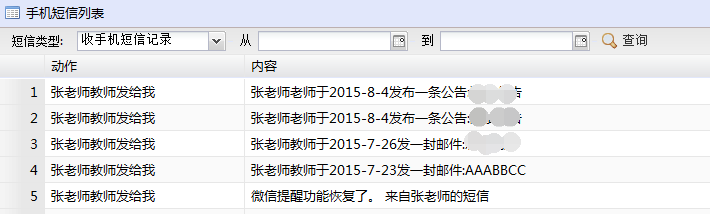 手机短信列表
短信类型: 收手机短信记录 从 到 查询
动作 内容
1 张老师教师发给我 张老师老师于2015-8-4发布一条公告:
2 张老师教师发给我 张老师老师于2015-8-4发布一条公告:
3 张老师教师发给我 张老师教师于2015-7-26发一封邮件:
4 张老师教师发给我 张老师教师于2015-7-23发一封邮件:AAABBCC
5 张老师教师发给我 微信提醒功能恢复了。 来自张老师的短信